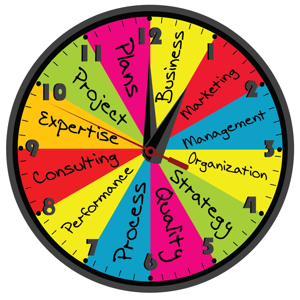 12
1
2
3
4
5
6
7
8
9
10
11
Business
Marketing
Management
Organization
Strategy
Quality
Process
Performance
Consulting
Expertise
Project
Plans